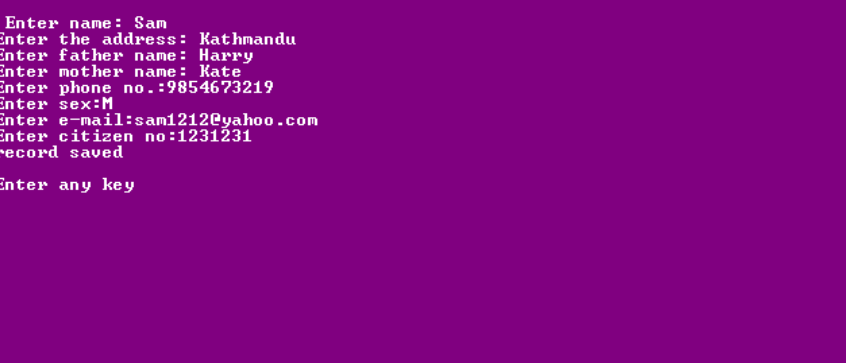 Enter name: Sam
Enter the address: Kathmandu
Enter father name: Harry
Enter mother name: Kate
Enter phone no.:9854673219
Enter sex:M
Enter e-mail:sam1212@yahoo.com
Enter citizen no:1231231
record saved
Enter any key